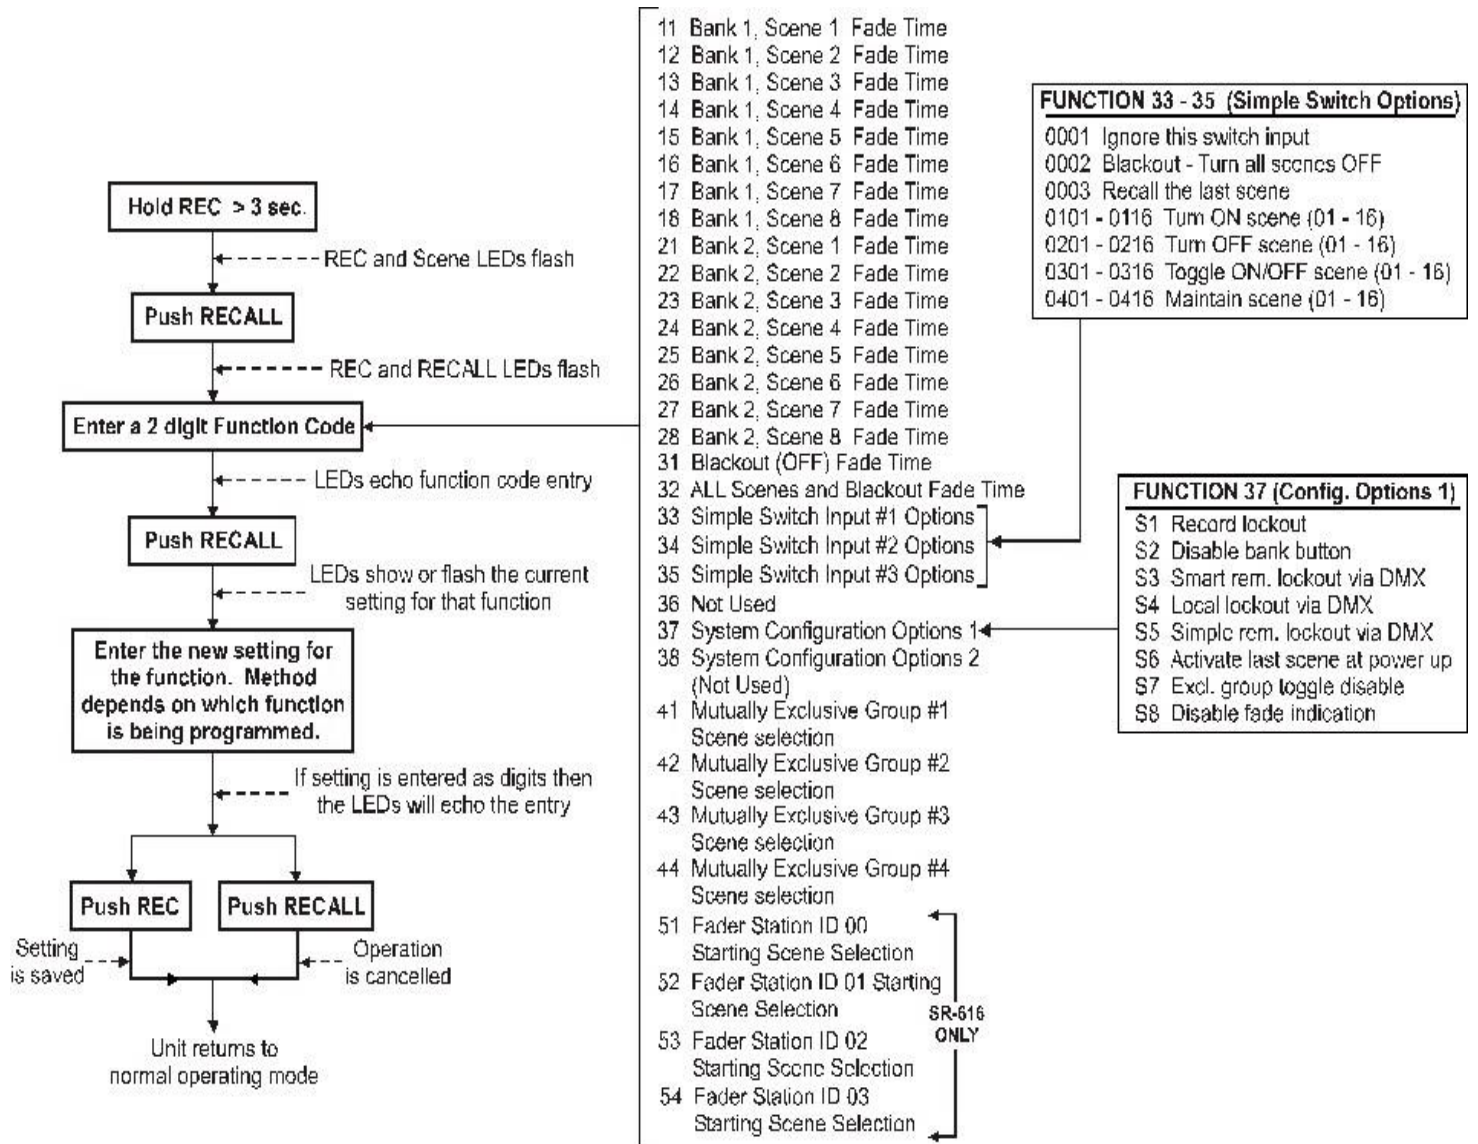 Hold REC > 3 sec.
REC and Scene LEDs flash
Push RECALL
REC and RECALL LEDs flash
Enter a 2 digit Function Code
LEDs echo function code entry
Push RECALL
LEDs show or flash the current
setting for that function
Enter the new setting for
the function. Method
depends on which function
is being programmed.
If setting is entered as digits then
the LEDs will echo the entry
Push REC
Push RECALL
Setting
is saved
Operation
is cancelled
Unit returns to
normal operating mode
11 Bank 1, Scene 1 Fade Time
12 Bank 1, Scene 2 Fade Time
13 Bank 1, Scene 3 Fade Time
14 Bank 1, Scene 4 Fade Time
15 Bank 1, Scene 5 Fade Time
16 Bank 1, Scene 6 Fade Time
17 Bank 1, Scene 7 Fade Time
18 Bank 1, Scene 8 Fade Time
21 Bank 2, Scene 1 Fade Time
22 Bank 2, Scene 2 Fade Time
23 Bank 2, Scene 3 Fade Time
24 Bank 2, Scene 4 Fade Time
25 Bank 2, Scene 5 Fade Time
26 Bank 2, Scene 6 Fade Time
27 Bank 2, Scene 7 Fade Time
28 Bank 2, Scene 8 Fade Time
31 Blackout (OFF) Fade Time
32 ALL Scenes and Blackout Fade Time
33 Simple Switch Input #1 Options
34 Simple Switch Input #2 Options
35 Simple Switch Input #3 Options
36 Not Used
37 System Configuration Options 1
38 System Configuration Options 2
(Not Used)
41 Mutually Exclusive Group #1
Scene selection
42 Mutually Exclusive Group #2
Scene selection
43 Mutually Exclusive Group #3
Scene selection
44 Mutually Exclusive Group #4
Scene selection
51 Fader Station ID 00
Starting Scene Selection
52 Fader Station ID 01 Starting
Scene Selection
53 Fader Station ID 02
Starting Scene Selection
54 Fader Station ID 03
Starting Scene Selection
SR-616
ONLY
FUNCTION 33 - 35 (Simple Switch Options)
0001 Ignore this switch input
0002 Blackout - Turn all scenes OFF
0003 Recall the last scene
0101 - 0116 Turn ON scene (01 - 16)
0201 - 0216 Turn OFF scene (01 - 16)
0301 - 0316 Toggle ON/OFF scene (01 - 16)
0401 - 0416 Maintain scene (01 - 16)
FUNCTION 37 (Config. Options 1)
S1 Record lockout
S2 Disable bank button
S3 Smart rem. lockout via DMX
S4 Local lockout via DMX
S5 Simple rem. lockout via DMX
S6 Activate last scene at power up
S7 Excl. group toggle disable
S8 Disable fade indication